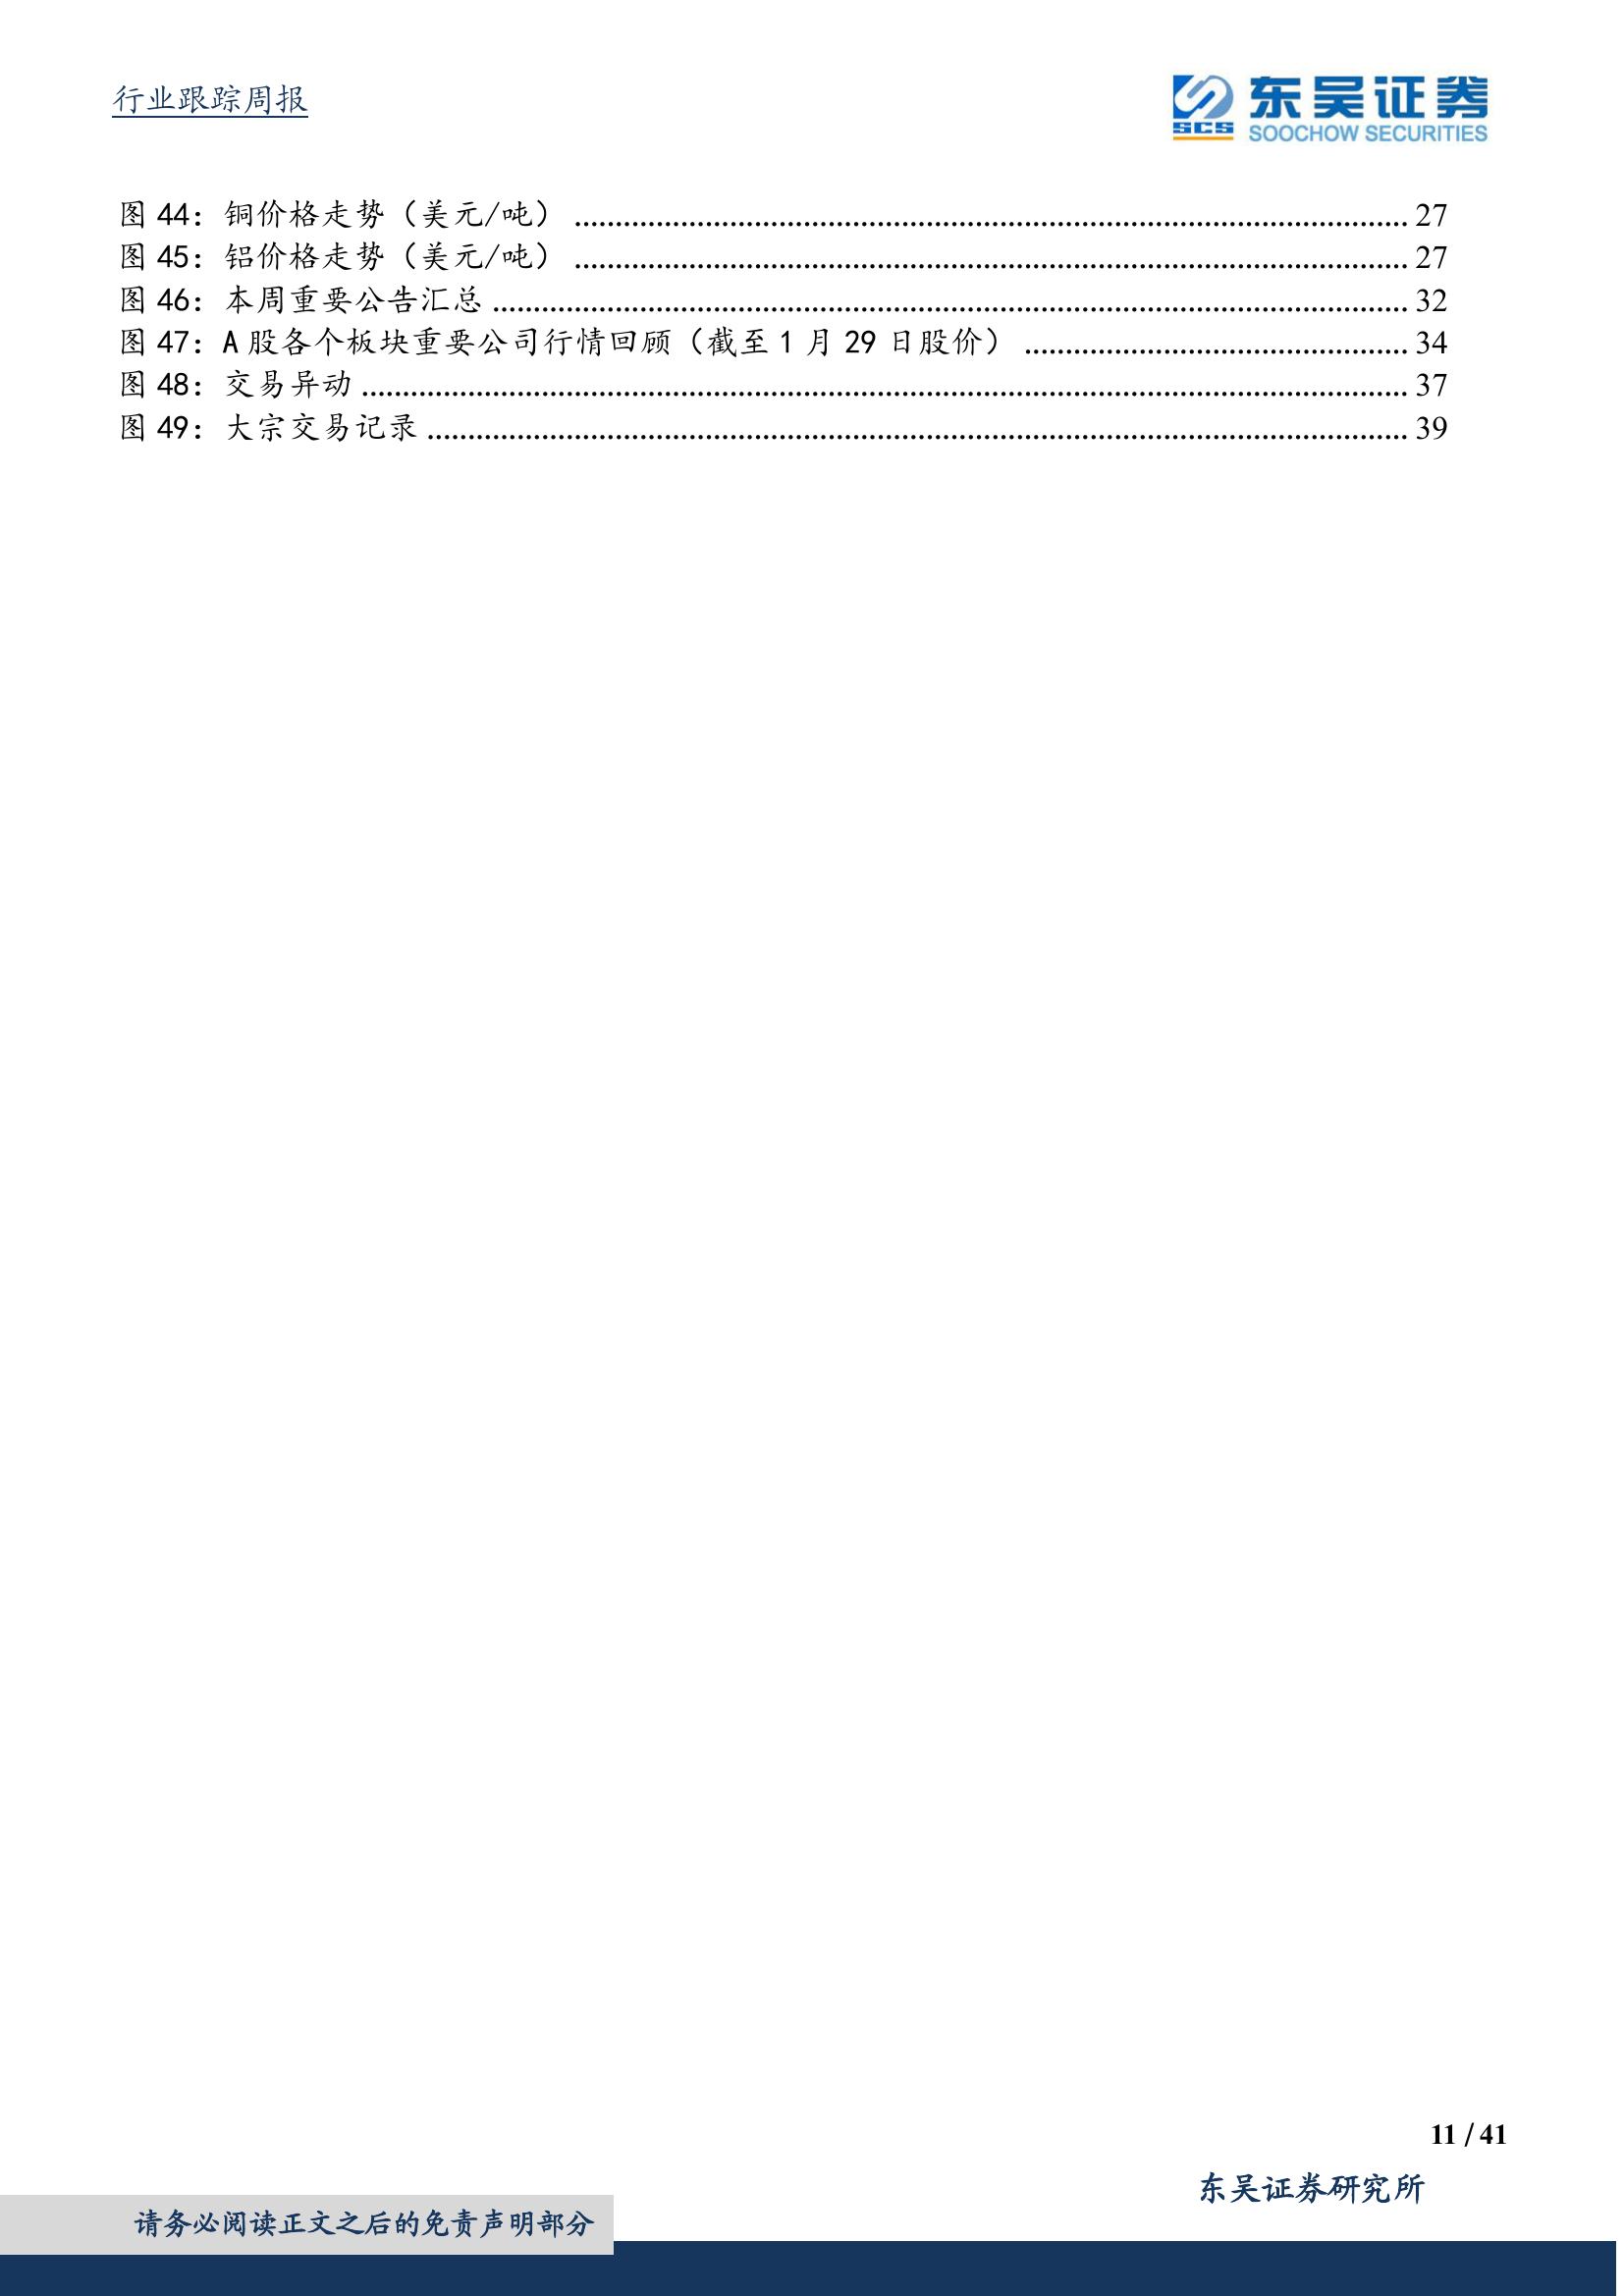 行业跟踪周报
SCS
东吴证券
SOOCHOW SECURITIES
图 44：铜价格走势（美元/吨） ........ 27
图 45：铝价格走势（美元/吨） ........ 27
图 46：本周重要公告汇总 ........ 32
图 47：A 股各个板块重要公司行情回顾（截至 1 月 29 日股价） ........ 34
图 48：交易异动 ........ 37
图 49：大宗交易记录 ........ 39
11 / 41
东吴证券研究所
请务必阅读正文之后的免责声明部分